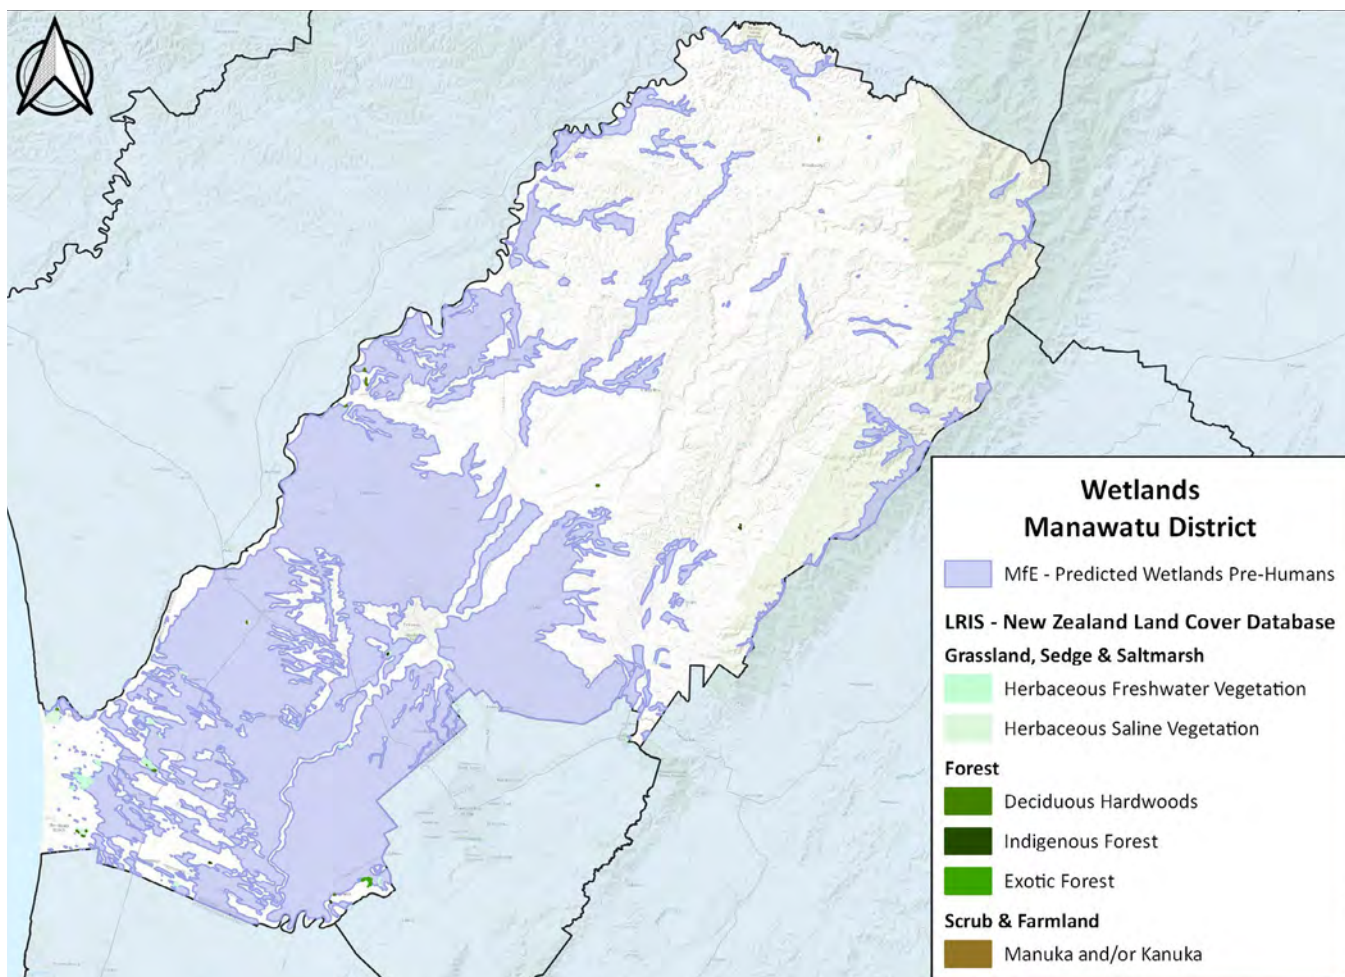 Wetlands
Manawatu District
MfE - Predicted Wetlands Pre-Humans
LRIS - New Zealand Land Cover Database
Grassland, Sedge & Saltmarsh
Herbaceous Freshwater Vegetation
Herbaceous Saline Vegetation
Forest
Deciduous Hardwoods
Indigenous Forest
Exotic Forest
Scrub & Farmland
Manuka and/or Kanuka